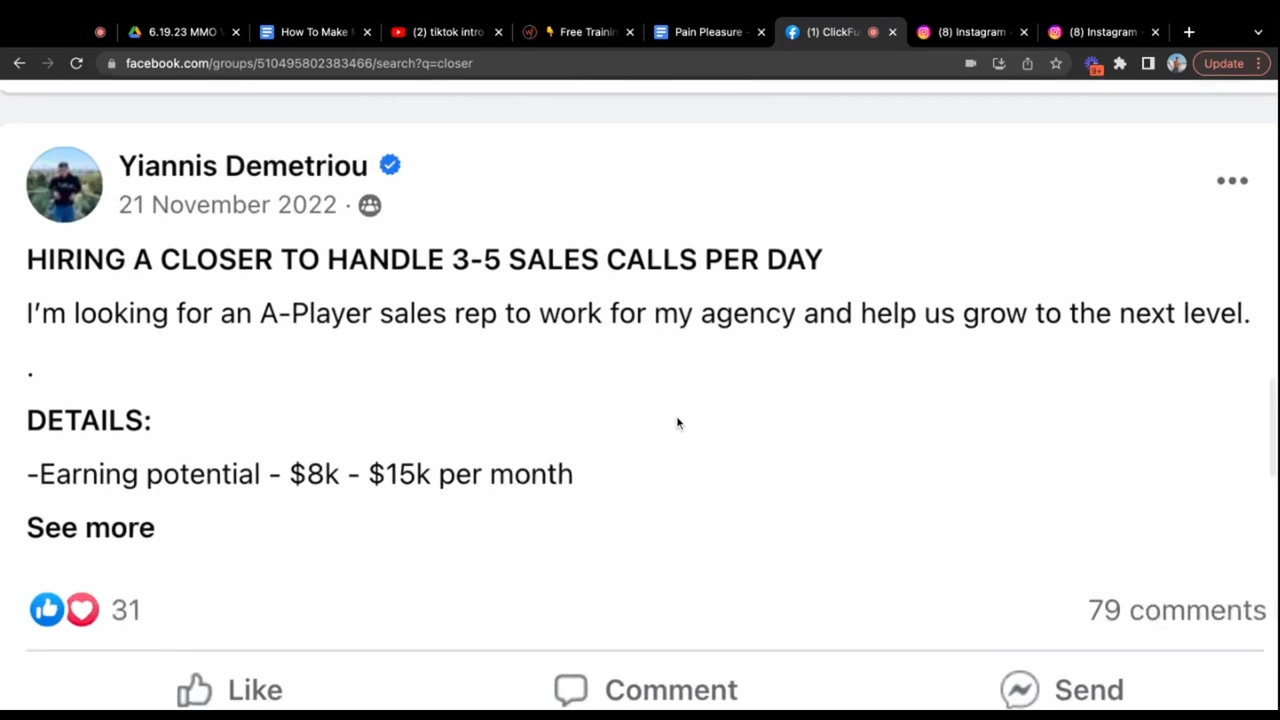 6.19.23 MMO
How To Make
(2) tiktok intro
👇 Free Trainin
Pain Pleasure -
(1) ClickFu
(8) Instagram
(8) Instagram
facebook.com/groups/510495802383466/search?q=closer
9+
Update
Yiannis Demetriou
21 November 2022 ·
HIRING A CLOSER TO HANDLE 3-5 SALES CALLS PER DAY
I’m looking for an A-Player sales rep to work for my agency and help us grow to the next level.
.
DETAILS:
-Earning potential - $8k - $15k per month
See more
31
79 comments
Like
Comment
Send